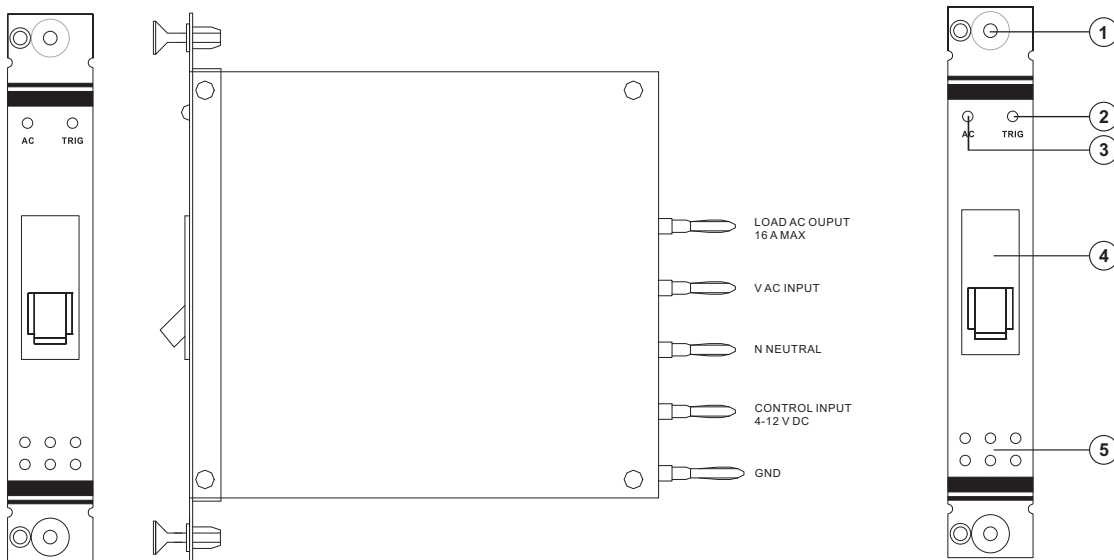 AC TRIG
LOAD AC OUPUT
16 A MAX
V AC INPUT
N NEUTRAL
CONTROL INPUT
4-12 V DC
GND
AC TRIG
1
2
3
4
5